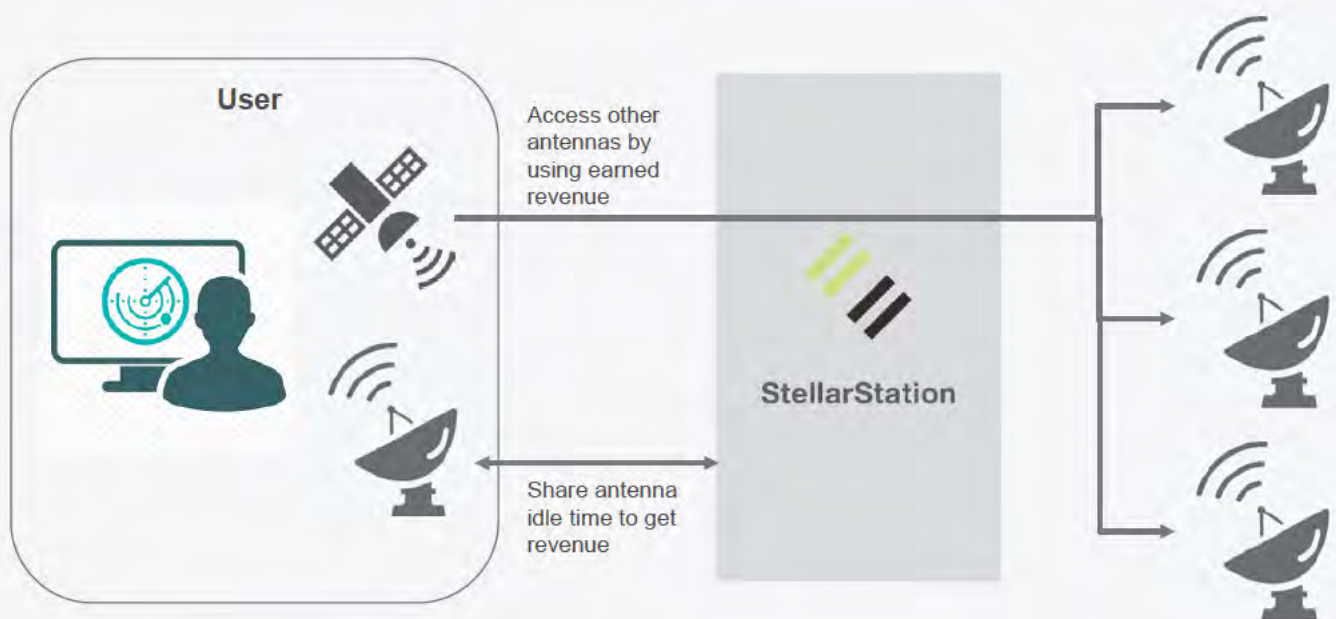 User
Access other
antennas by
using earned
revenue
StellarStation
Share antenna
idle time to get
revenue